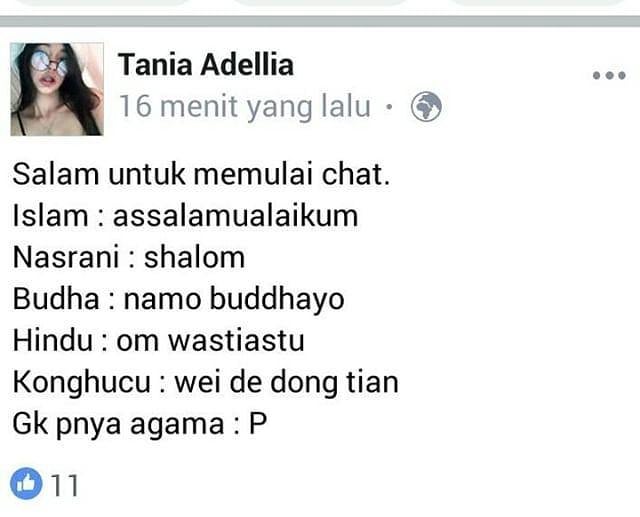 Tania Adellia
16 menit yang lalu •
Salam untuk memulai chat.
Islam : assalamualaikum
Nasrani : shalom
Budha : namo buddhayo
Hindu : om wastiastu
Konghucu : wei de dong tian
Gk pnya agama : P
11